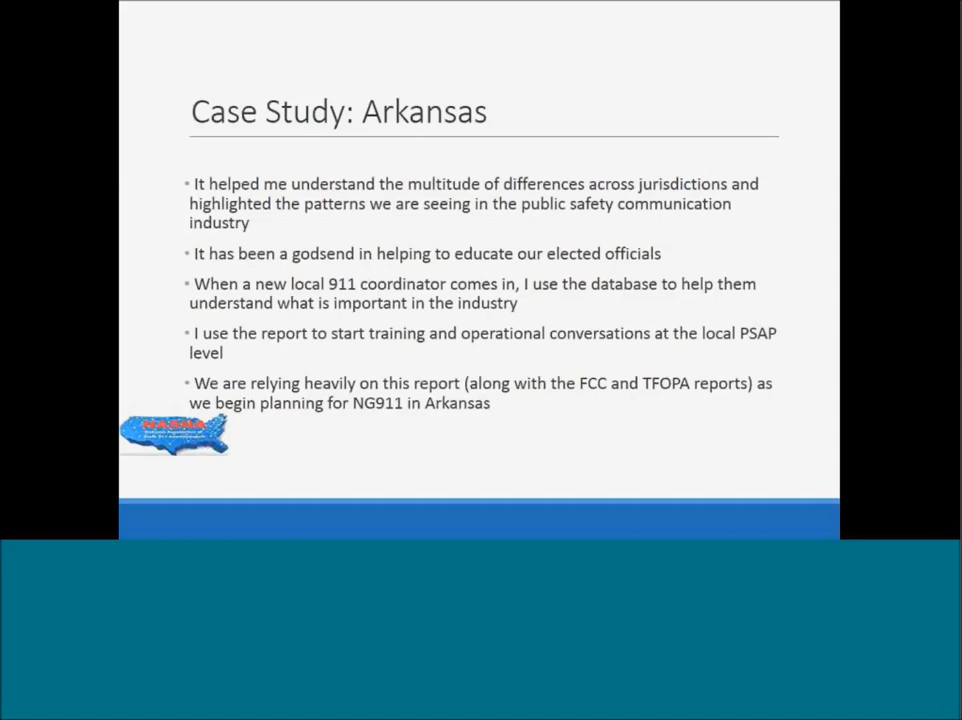 Case Study: Arkansas
• It helped me understand the multitude of differences across jurisdictions and
highlighted the patterns we are seeing in the public safety communication
industry
• It has been a godsend in helping to educate our elected officials
• When a new local 911 coordinator comes in, I use the database to help them
understand what is important in the industry
• I use the report to start training and operational conversations at the local PSAP
level
• We are relying heavily on this report (along with the FCC and TFOPA reports) as
we begin planning for NG911 in Arkansas
NASNA